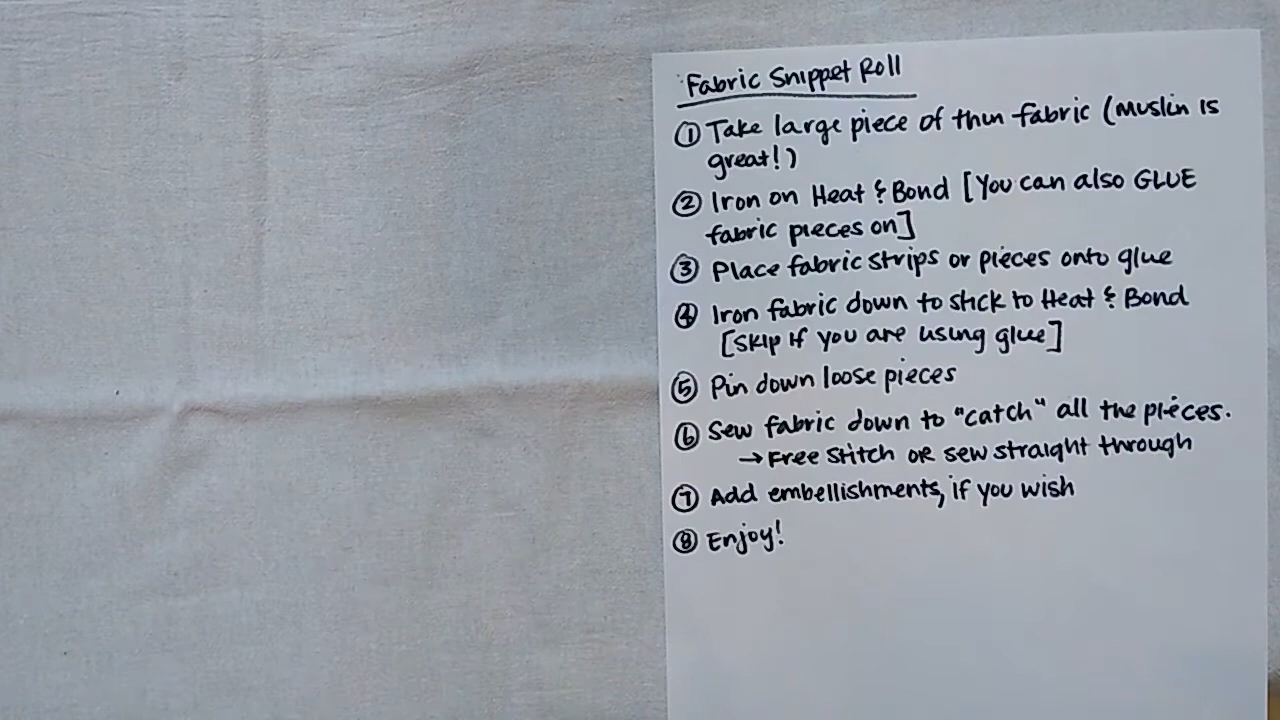 Fabric Snippet Roll
① Take large piece of thin fabric (Muslin is
great!)
② Iron on Heat & Bond [You can also GLUE
fabric pieces on]
③ Place fabric strips or pieces onto glue
④ Iron fabric down to stick to Heat & Bond
[Skip if you are using glue]
⑤ Pin down loose pieces
⑥ Sew fabric down to "catch" all the pieces.
→ Free stitch OR sew straight through
⑦ Add embellishments, if you wish
⑧ Enjoy!